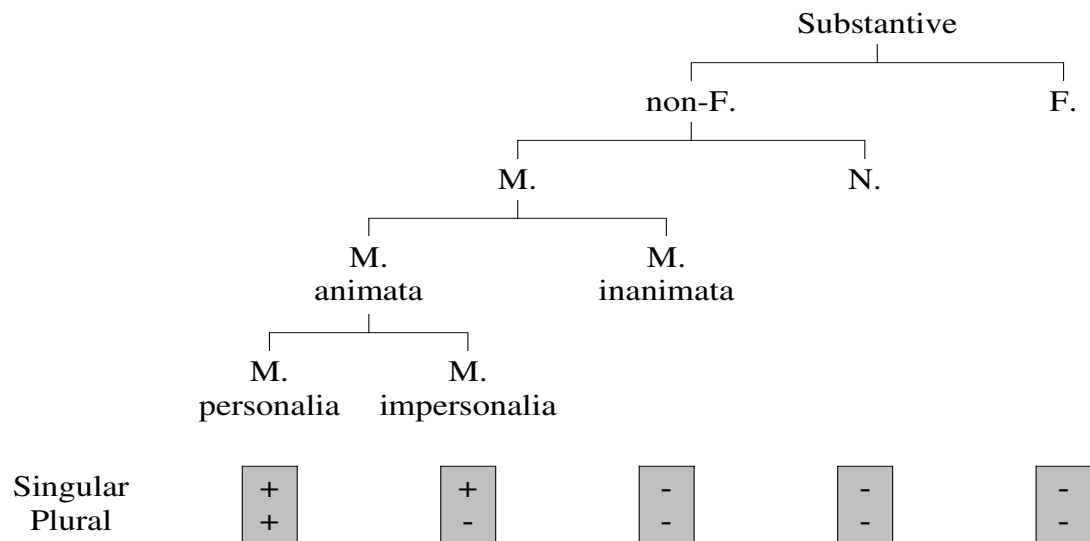 Substantive
non-F. F.
M. N.
M. M.
animata inanimata
M. M.
personalia impersonalia
Singular + + - - -
Plural + - - - -